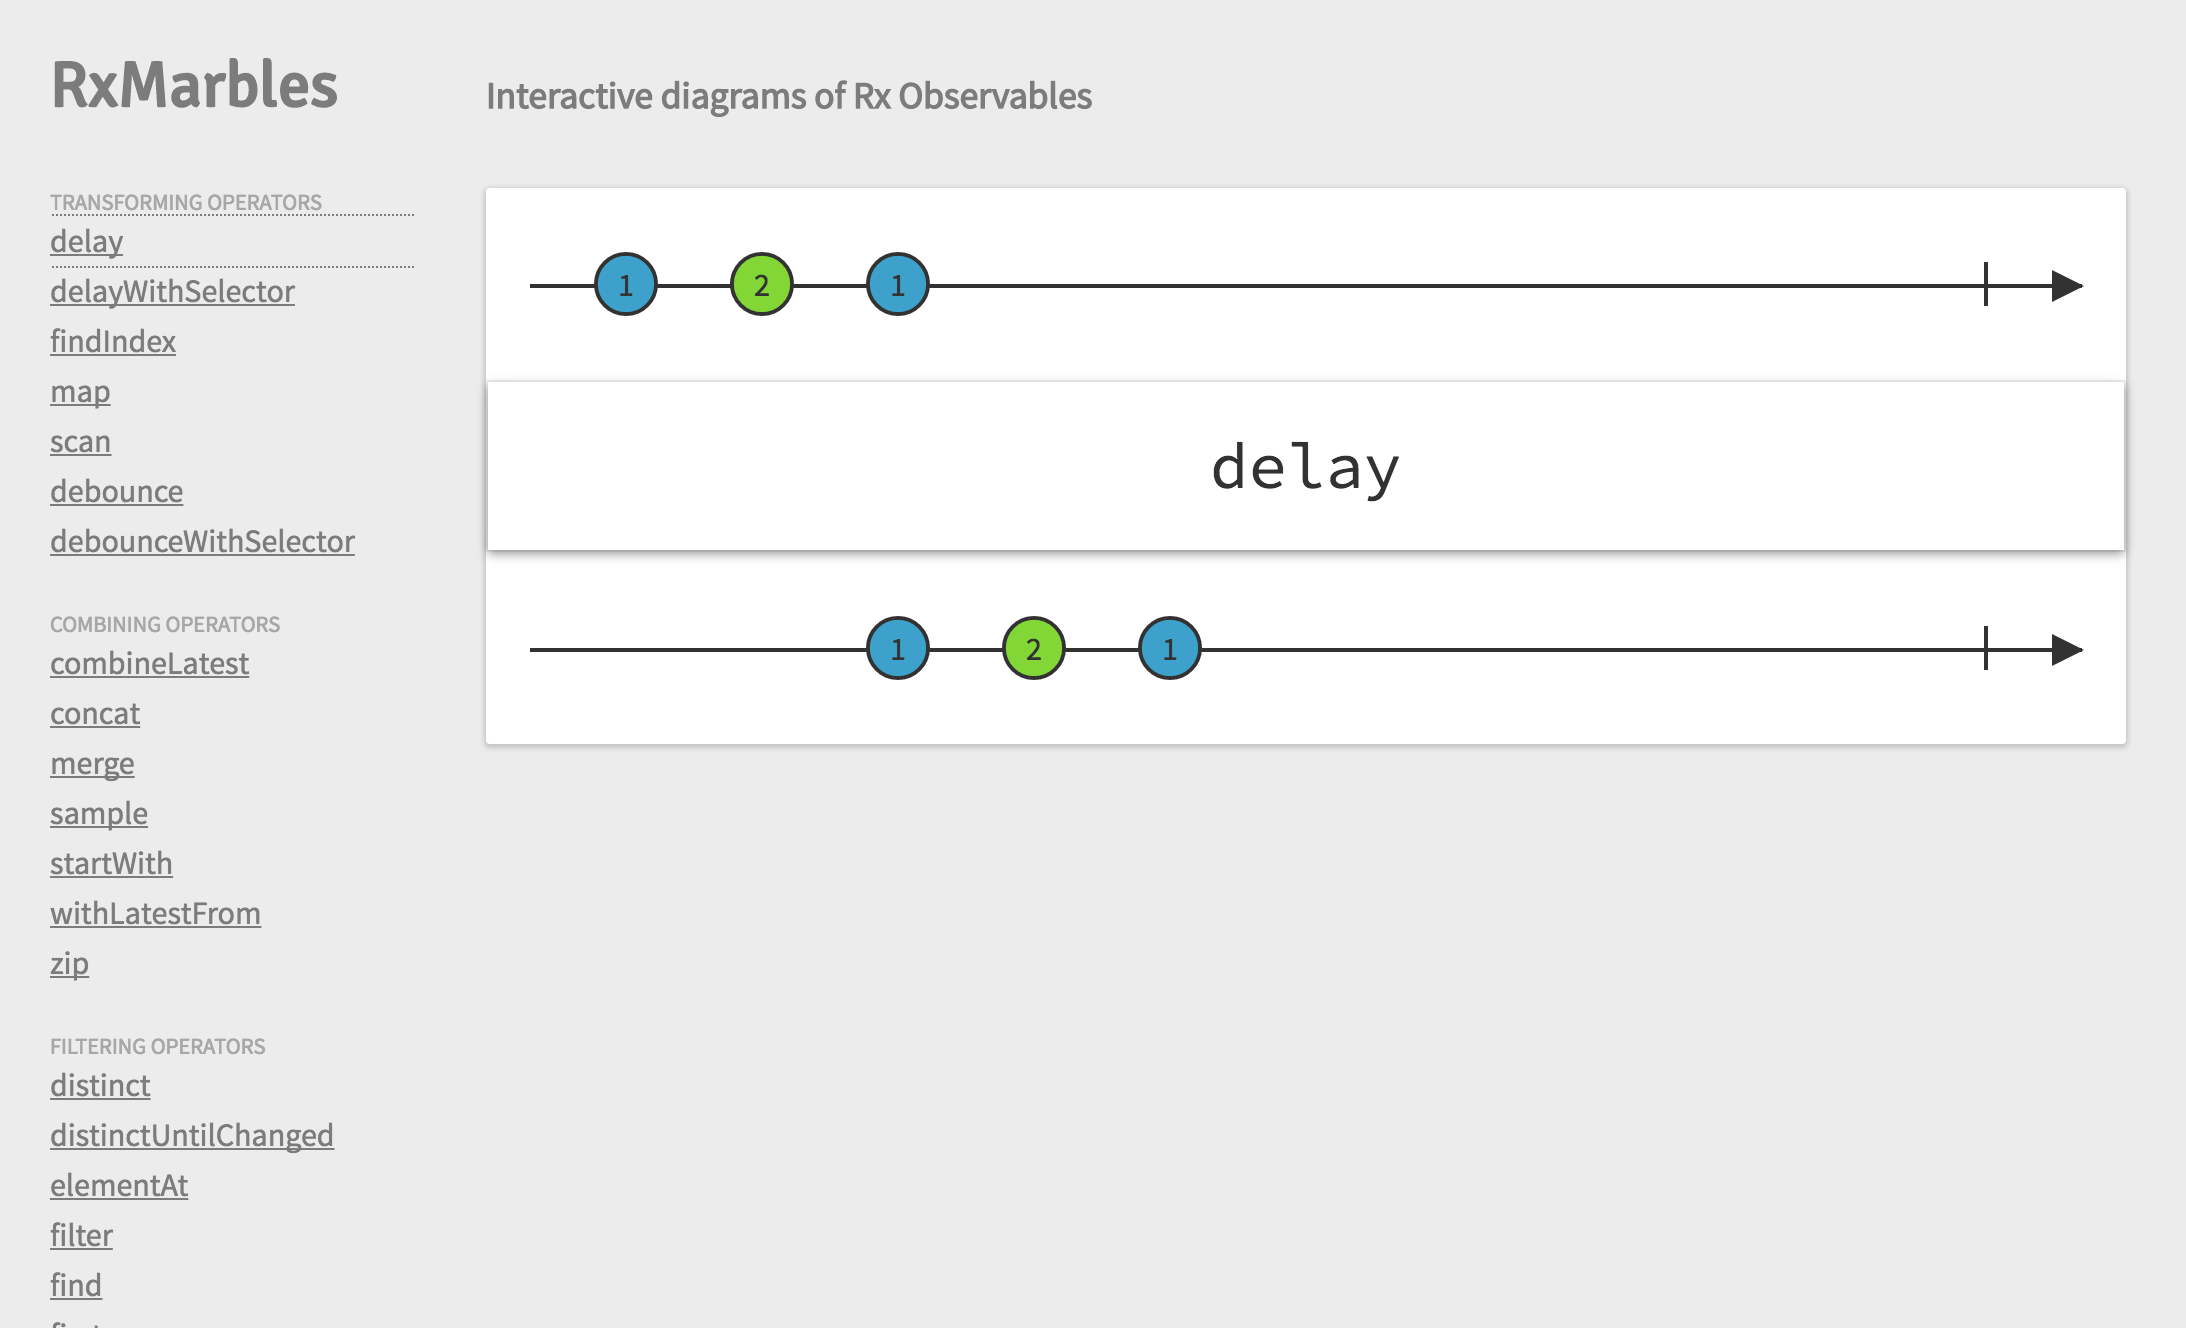 RxMarbles
Interactive diagrams of Rx Observables
TRANSFORMING OPERATORS
delay
delayWithSelector
findIndex
map
scan
debounce
debounceWithSelector
COMBINING OPERATORS
combineLatest
concat
merge
sample
startWith
withLatestFrom
zip
FILTERING OPERATORS
distinct
distinctUntilChanged
elementAt
filter
find
1 2 1
delay
1 2 1